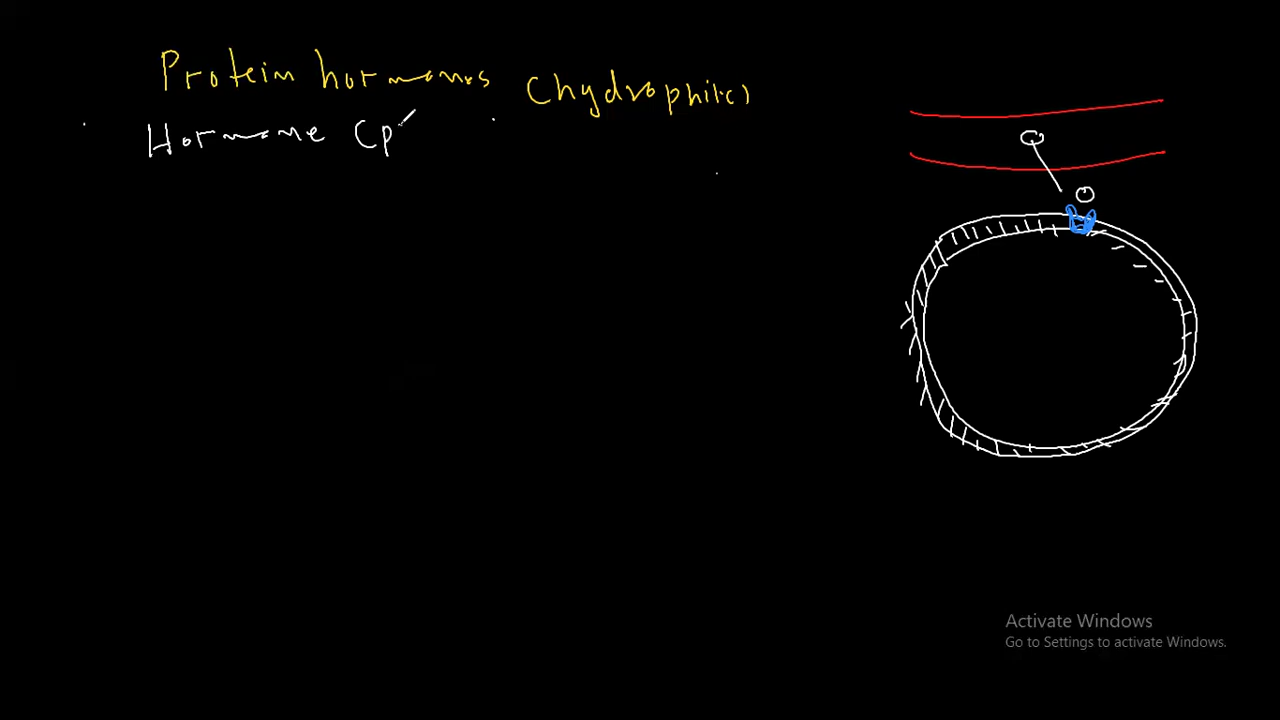 Protein hormones (hydrophilic)
Hormone (p
Activate Windows
Go to Settings to activate Windows.